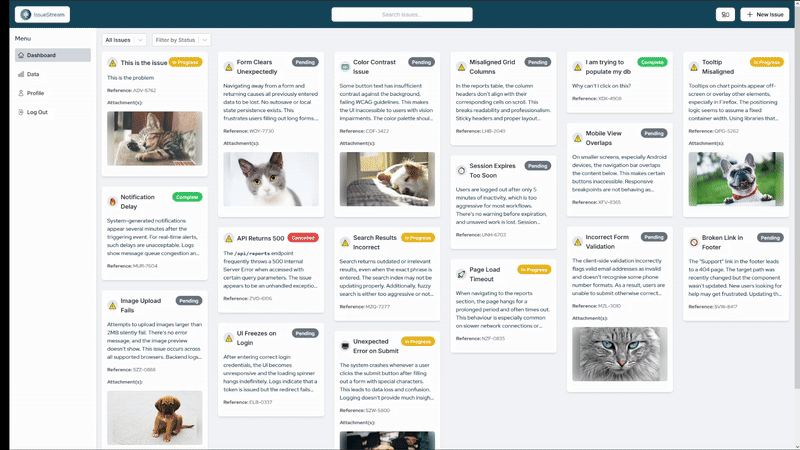 IssueStream
Search issues...
New Issue
Menu
Dashboard
Data
Profile
Log Out
All Issues
Filter by Status
This is the issue
In Progress
This is the problem
Reference: ADV-5762
Attachment(s):
Notification
Delay
Complete
System-generated notifications
appear several minutes after the
triggering event. For real-time alerts,
such delays are unacceptable. Logs
show message queue congestion an...
Reference: MUR-7604
Image Upload
Fails
Pending
Attempts to upload images larger than
2MB silently fail. There's no error
message, and the image preview
doesn't show. This issue occurs across
all supported browsers. Backend logs...
Reference: SZZ-0868
Attachment(s):
Form Clears
Unexpectedly
Pending
Navigating away from a form and
returning causes all previously entered
data to be lost. No autosave or local
state persistence exists. This
frustrates users filling out long forms...
Reference: WOY-7730
Attachment(s):
API Returns 500
Cancelled
The /api/reports endpoint
frequently throws a 500 Internal
Server Error when accessed with
certain query parameters. The issue
appears to be an unhandled exceptio...
Reference: ZVD-6106
UI Freezes on
Login
Pending
After entering correct login
credentials, the UI becomes
unresponsive and the loading spinner
hangs indefinitely. Logs indicate that a
token is issued but the redirect fails...
Reference: ELB-0337
Color Contrast
Issue
Pending
Some button text has insufficient
contrast against the background,
failing WCAG guidelines. This makes
the UI inaccessible to users with vision
impairments. The color palette shoul...
Reference: CDF-3422
Attachment(s):
Search Results
Incorrect
In Progress
Search returns outdated or irrelevant
results, even when the exact phrase is
entered. The search index may not be
updating properly. Additionally, fuzzy
search is either too aggressive or not...
Reference: MZQ-7277
Unexpected
Error on Submit
In Progress
The system crashes whenever a user
clicks the submit button after filling
out a form with special characters.
This leads to data loss and confusion.
Logging doesn't provide much insigh...
Reference: SZW-5600
Attachment(s):
Misaligned Grid
Columns
Pending
In the reports table, the column
headers don't align with their
corresponding cells on scroll. This
breaks readability and professionalism.
Sticky headers and proper layout...
Reference: LHB-2049
Session Expires
Too Soon
Pending
Users are logged out after only 5
minutes of inactivity, which is too
aggressive for most workflows.
There's no warning before expiration,
and unsaved work is lost. Session...
Reference: UNH-6703
Page Load
Timeout
In Progress
When navigating to the reports
section, the page hangs for a
prolonged period and often times out.
This behaviour is especially common
on slower network connections or...
Reference: NZF-0835
I am trying to
populate my db
Complete
Why can't I click on this?
Reference: KDK-4908
Mobile View
Overlaps
Pending
On smaller screens, especially Android
devices, the navigation bar overlaps
the content below. This makes certain
buttons inaccessible. Responsive
breakpoints are not behaving as...
Reference: KFV-8365
Incorrect Form
Validation
Pending
The client-side validation incorrectly
flags valid email addresses as invalid
and doesn't recognise some phone
number formats. As a result, users are
unable to submit otherwise correct...
Reference: MZL-3010
Attachment(s):
Tooltip
Misaligned
In Progress
Tooltips on chart points appear off-
screen or overlay other elements,
especially in Firefox. The positioning
logic seems to assume a fixed
container width. Using libraries that...
Reference: QPG-5262
Attachment(s):
Broken Link in
Footer
Pending
The "Support" link in the footer leads
to a 404 page. The target path was
recently changed but the component
wasn't updated. New users looking for
help may get frustrated. Updating th...
Reference: BVW-8417